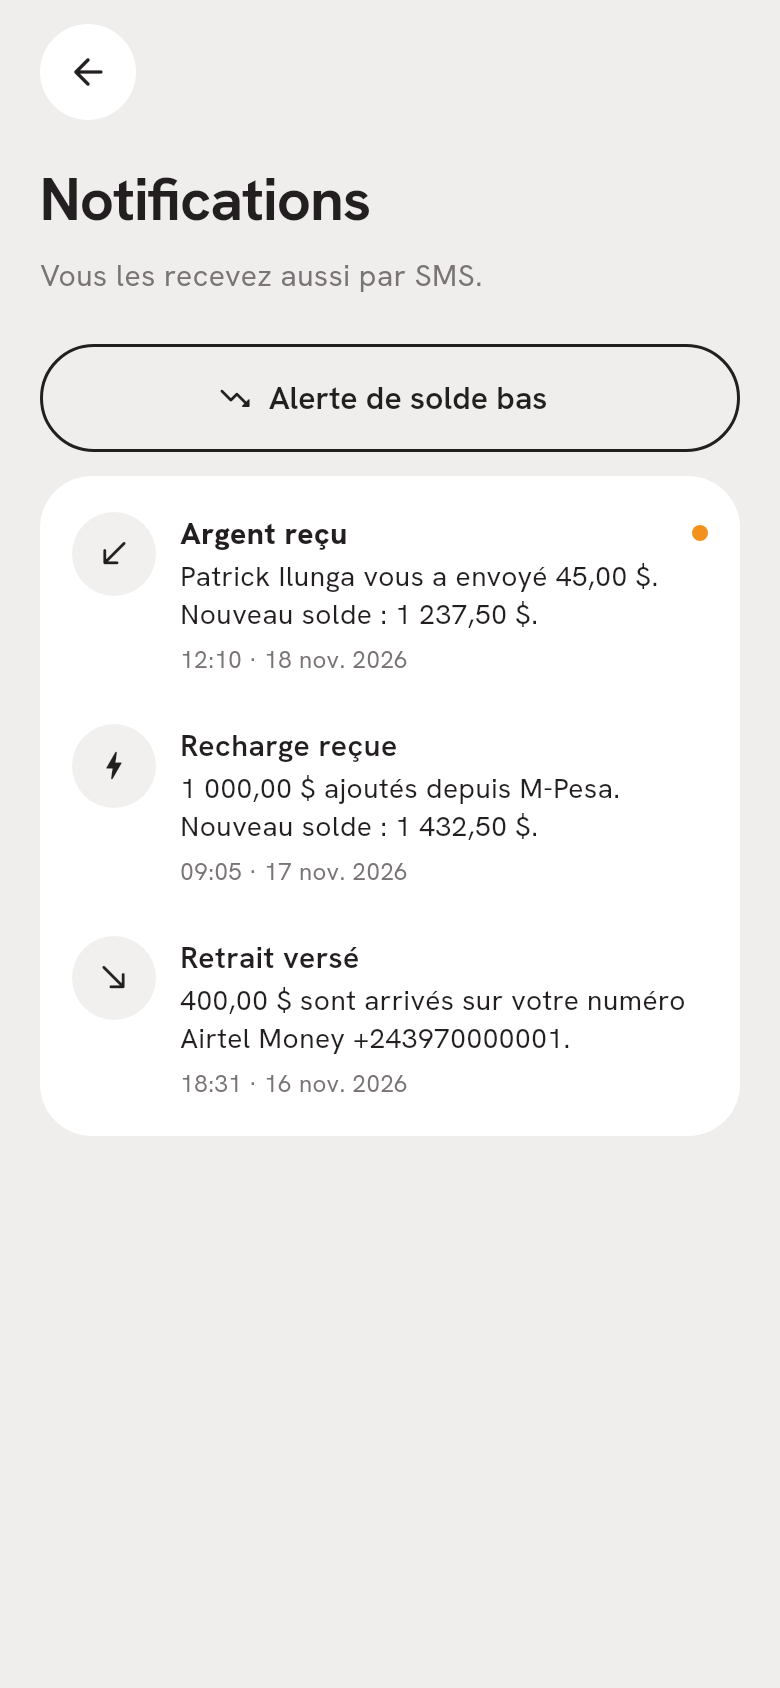 Notifications
Vous les recevez aussi par SMS.
Alerte de solde bas
Argent reçu
Patrick Ilunga vous a envoyé 45,00 $.
Nouveau solde : 1 237,50 $.
12:10 · 18 nov. 2026
Recharge reçue
1 000,00 $ ajoutés depuis M-Pesa.
Nouveau solde : 1 432,50 $.
09:05 · 17 nov. 2026
Retrait versé
400,00 $ sont arrivés sur votre numéro
Airtel Money +243970000001.
18:31 · 16 nov. 2026